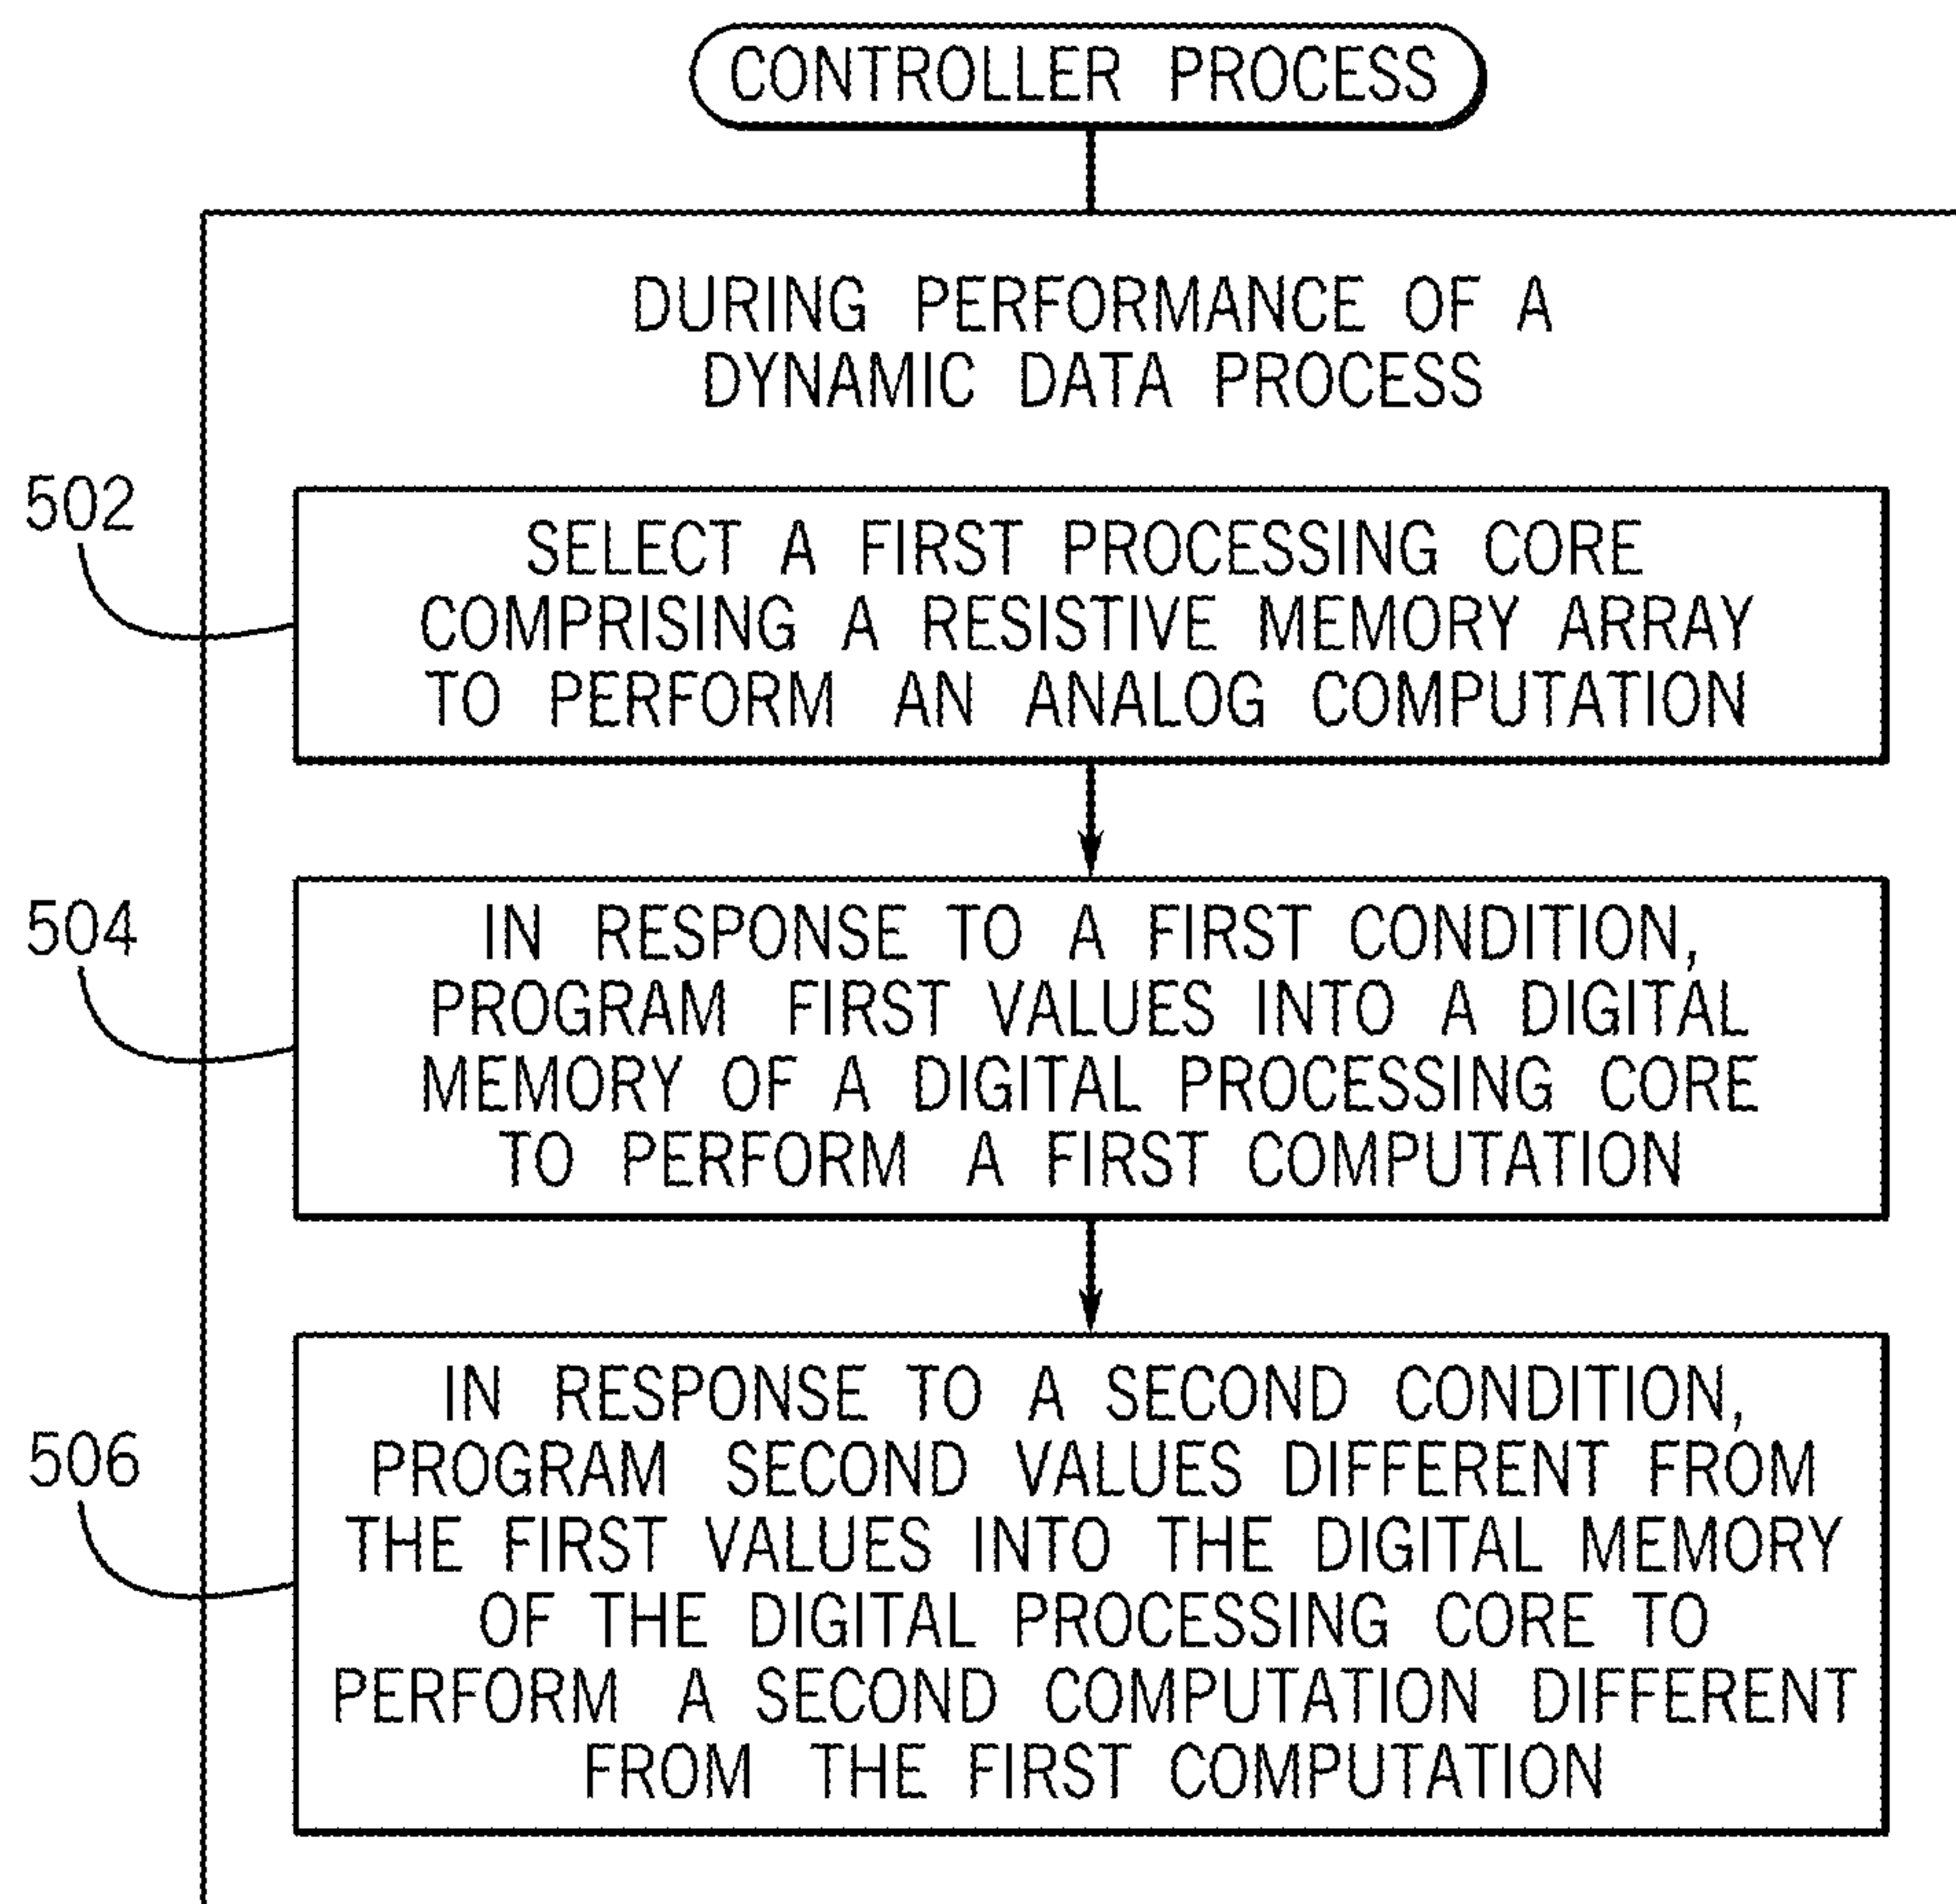 CONTROLLER PROCESS
DURING PERFORMANCE OF A
DYNAMIC DATA PROCESS
502
SELECT A FIRST PROCESSING CORE
COMPRISING A RESISTIVE MEMORY ARRAY
TO PERFORM AN ANALOG COMPUTATION
504
IN RESPONSE TO A FIRST CONDITION,
PROGRAM FIRST VALUES INTO A DIGITAL
MEMORY OF A DIGITAL PROCESSING CORE
TO PERFORM A FIRST COMPUTATION
506
IN RESPONSE TO A SECOND CONDITION,
PROGRAM SECOND VALUES DIFFERENT FROM
THE FIRST VALUES INTO THE DIGITAL MEMORY
OF THE DIGITAL PROCESSING CORE TO
PERFORM A SECOND COMPUTATION DIFFERENT
FROM THE FIRST COMPUTATION